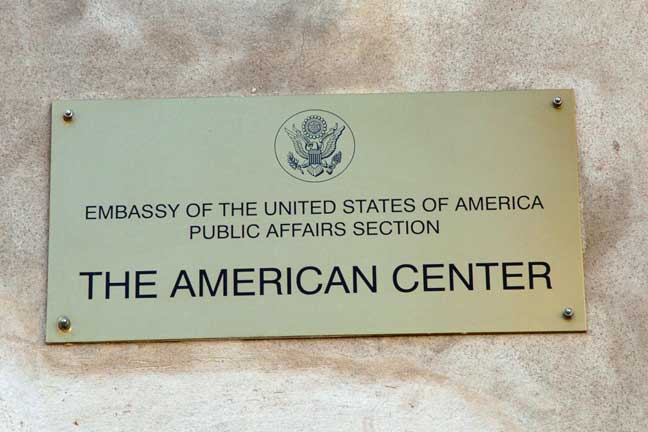 EMBASSY OF THE UNITED STATES OF AMERICA
PUBLIC AFFAIRS SECTION
THE AMERICAN CENTER